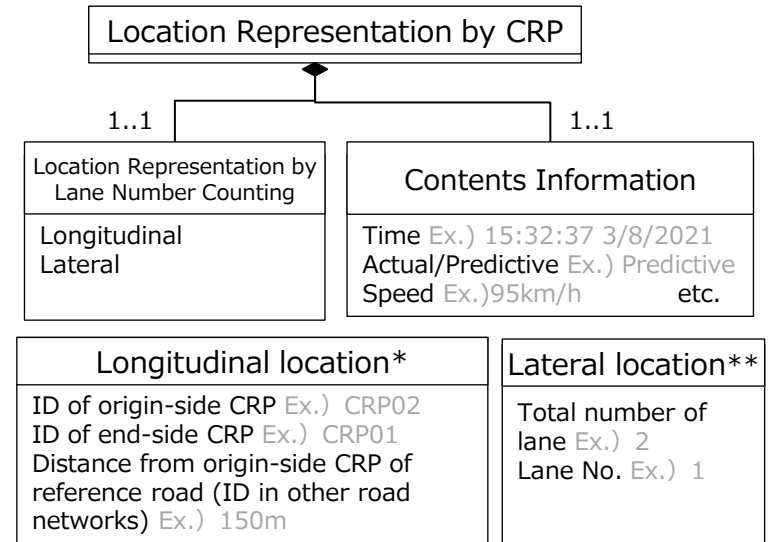 Location Representation by CRP
1..1
1..1
Location Representation by
Lane Number Counting
Longitudinal
Lateral
Contents Information
Time Ex.) 15:32:37 3/8/2021
Actual/Predictive Ex.) Predictive
Speed Ex.)95km/h etc.
Longitudinal location*
ID of origin-side CRP Ex.) CRP02
ID of end-side CRP Ex.) CRP01
Distance from origin-side CRP of
reference road (ID in other road
networks) Ex.) 150m
Lateral location**
Total number of
lane Ex.) 2
Lane No. Ex.) 1